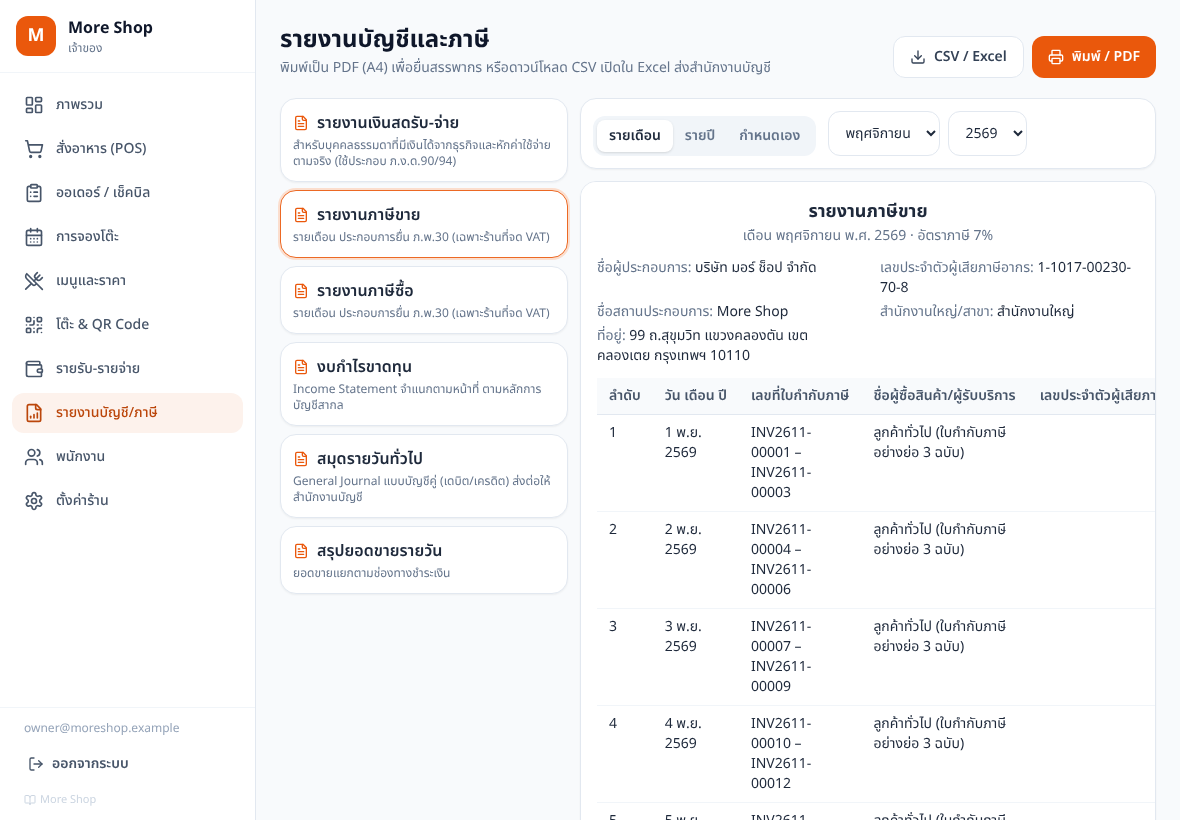 M
More Shop
เจ้าของ
ภาพรวม
สั่งอาหาร (POS)
ออเดอร์ / เช็คบิล
การจองโต๊ะ
เมนูและราคา
โต๊ะ & QR Code
รายรับ-รายจ่าย
รายงานบัญชี/ภาษี
พนักงาน
ตั้งค่าร้าน
owner@moreshop.example
ออกจากระบบ
More Shop
รายงานบัญชีและภาษี
พิมพ์เป็น PDF (A4) เพื่อยื่นสรรพากร หรือดาวน์โหลด CSV เปิดใน Excel ส่งสำนักงานบัญชี
CSV / Excel
พิมพ์ / PDF
รายงานเงินสดรับ-จ่าย
สำหรับบุคคลธรรมดาที่มีเงินได้จากธุรกิจและหักค่าใช้จ่าย
ตามจริง (ใช้ประกอบ ภ.ง.ด.90/94)
รายงานภาษีขาย
รายเดือน ประกอบการยื่น ภ.พ.30 (เฉพาะร้านที่จด VAT)
รายงานภาษีซื้อ
รายเดือน ประกอบการยื่น ภ.พ.30 (เฉพาะร้านที่จด VAT)
งบกำไรขาดทุน
Income Statement จำแนกตามหน้าที่ ตามหลักการ
บัญชีสากล
สมุดรายวันทั่วไป
General Journal แบบบัญชีคู่ (เดบิต/เครดิต) ส่งต่อให้
สำนักงานบัญชี
สรุปยอดขายรายวัน
ยอดขายแยกตามช่องทางชำระเงิน
รายเดือน รายปี กำหนดเอง พฤศจิกายน 2569
รายงานภาษีขาย
เดือน พฤศจิกายน พ.ศ. 2569 · อัตราภาษี 7%
ชื่อผู้ประกอบการ: บริษัท มอร์ ช็อป จำกัด
เลขประจำตัวผู้เสียภาษีอากร: 1-1017-00230-
70-8
ชื่อสถานประกอบการ: More Shop
สำนักงานใหญ่/สาขา: สำนักงานใหญ่
ที่อยู่: 99 ถ.สุขุมวิท แขวงคลองตัน เขต
คลองเตย กรุงเทพฯ 10110
ลำดับ วัน เดือน ปี เลขที่ใบกำกับภาษี ชื่อผู้ซื้อสินค้า/ผู้รับบริการ เลขประจำตัวผู้เสียภา
1 1 พ.ย. INV2611- ลูกค้าทั่วไป (ใบกำกับภาษี
2569 00001 – อย่างย่อ 3 ฉบับ)
INV2611-
00003
2 2 พ.ย. INV2611- ลูกค้าทั่วไป (ใบกำกับภาษี
2569 00004 – อย่างย่อ 3 ฉบับ)
INV2611-
00006
3 3 พ.ย. INV2611- ลูกค้าทั่วไป (ใบกำกับภาษี
2569 00007 – อย่างย่อ 3 ฉบับ)
INV2611-
00009
4 4 พ.ย. INV2611- ลูกค้าทั่วไป (ใบกำกับภาษี
2569 00010 – อย่างย่อ 3 ฉบับ)
INV2611-
00012
5 5 พ.ย. INV2611- ลูกค้าทั่วไป (ใบกำกับภาษี